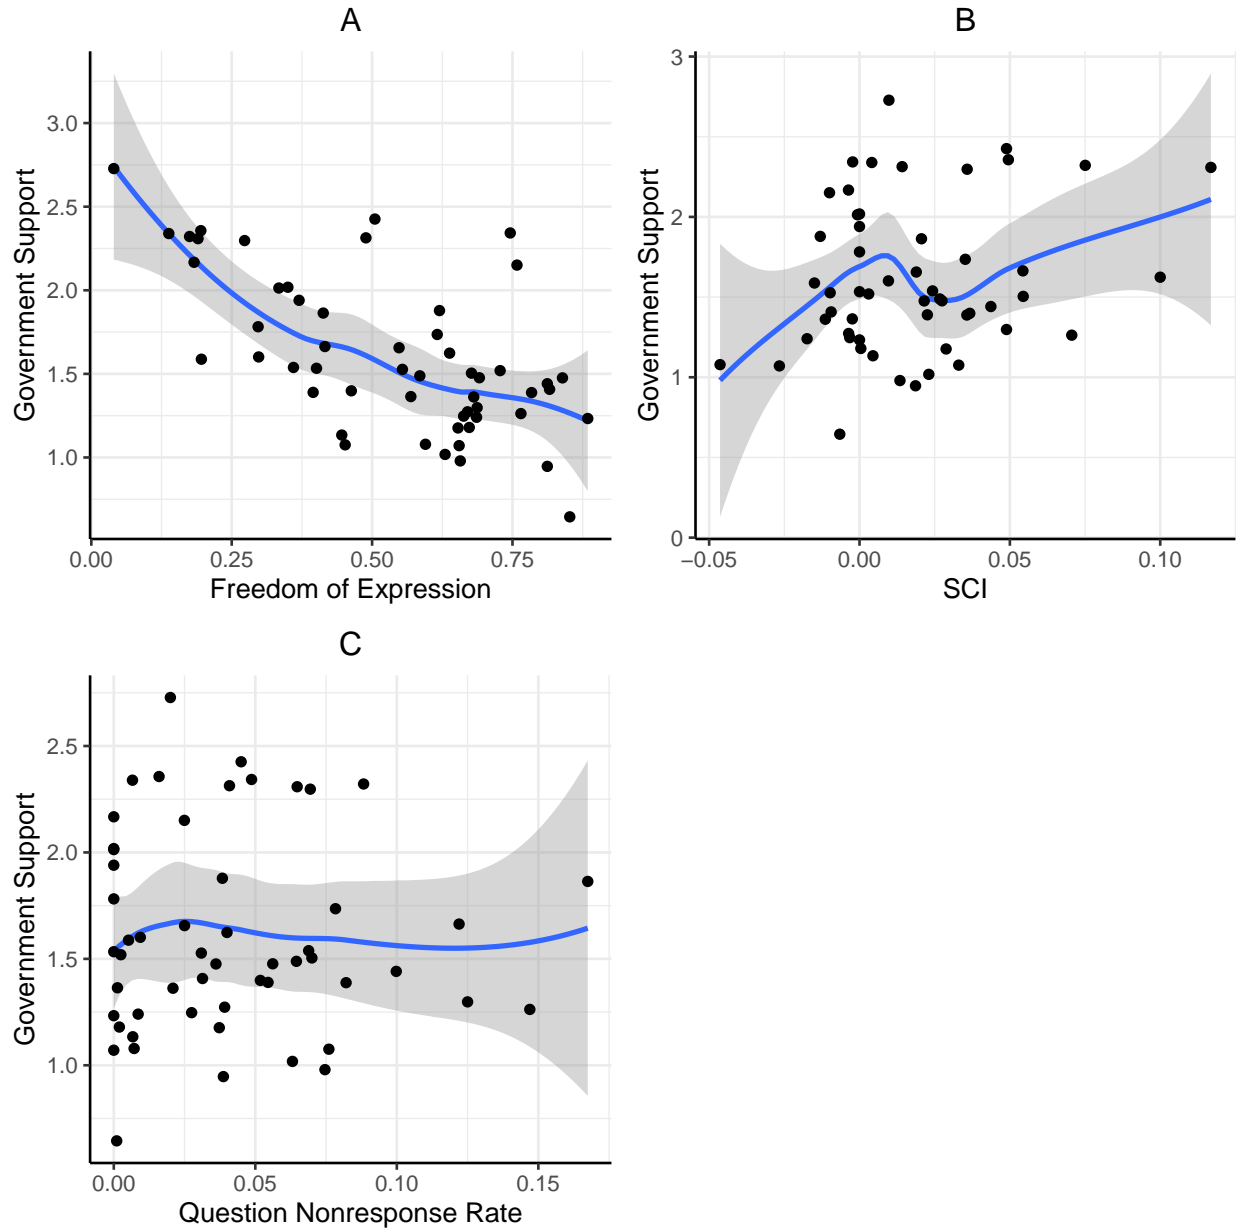 A
Government Support
3.0
2.5
2.0
1.5
1.0
0.00 0.25 0.50 0.75
Freedom of Expression
B
Government Support
3
2
1
0
−0.05 0.00 0.05 0.10
SCI
C
Government Support
2.5
2.0
1.5
1.0
0.00 0.05 0.10 0.15
Question Nonresponse Rate